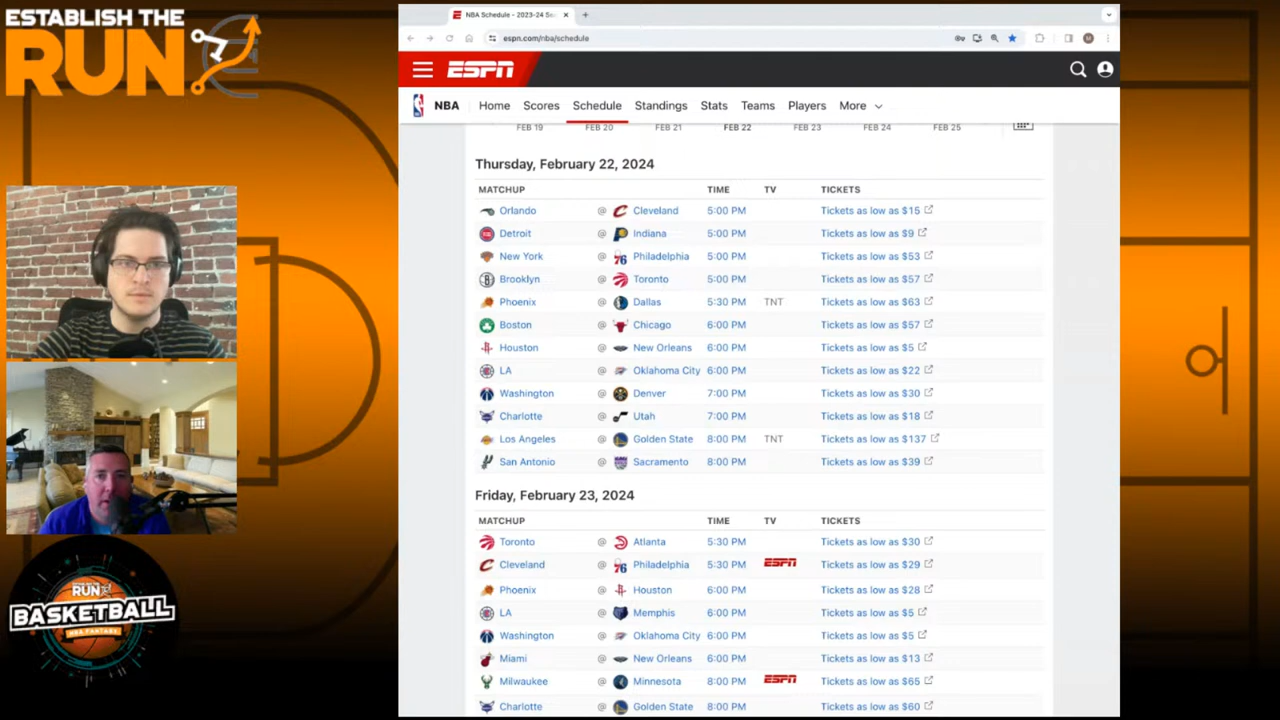 ESTABLISH THE
RUN
NBA Schedule - 2023-24 Se
espn.com/nba/schedule
ESPN
NBA Home Scores Schedule Standings Stats Teams Players More
FEB 19 FEB 20 FEB 21 FEB 22 FEB 23 FEB 24 FEB 25
Thursday, February 22, 2024
MATCHUP TIME TV TICKETS
Orlando @ Cleveland 5:00 PM Tickets as low as $15
Detroit @ Indiana 5:00 PM Tickets as low as $9
New York @ Philadelphia 5:00 PM Tickets as low as $53
Brooklyn @ Toronto 5:00 PM Tickets as low as $57
Phoenix @ Dallas 5:30 PM TNT Tickets as low as $63
Boston @ Chicago 6:00 PM Tickets as low as $57
Houston @ New Orleans 6:00 PM Tickets as low as $5
LA @ Oklahoma City 6:00 PM Tickets as low as $22
Washington @ Denver 7:00 PM Tickets as low as $30
Charlotte @ Utah 7:00 PM Tickets as low as $18
Los Angeles @ Golden State 8:00 PM TNT Tickets as low as $137
San Antonio @ Sacramento 8:00 PM Tickets as low as $39
Friday, February 23, 2024
MATCHUP TIME TV TICKETS
Toronto @ Atlanta 5:30 PM Tickets as low as $30
Cleveland @ Philadelphia 5:30 PM ESPN Tickets as low as $29
Phoenix @ Houston 6:00 PM Tickets as low as $28
LA @ Memphis 6:00 PM Tickets as low as $5
Washington @ Oklahoma City 6:00 PM Tickets as low as $5
Miami @ New Orleans 6:00 PM Tickets as low as $13
Milwaukee @ Minnesota 8:00 PM ESPN Tickets as low as $65
Charlotte @ Golden State 8:00 PM Tickets as low as $60
ESTABLISH THE
RUN
BASKETBALL
NBA FANTASY